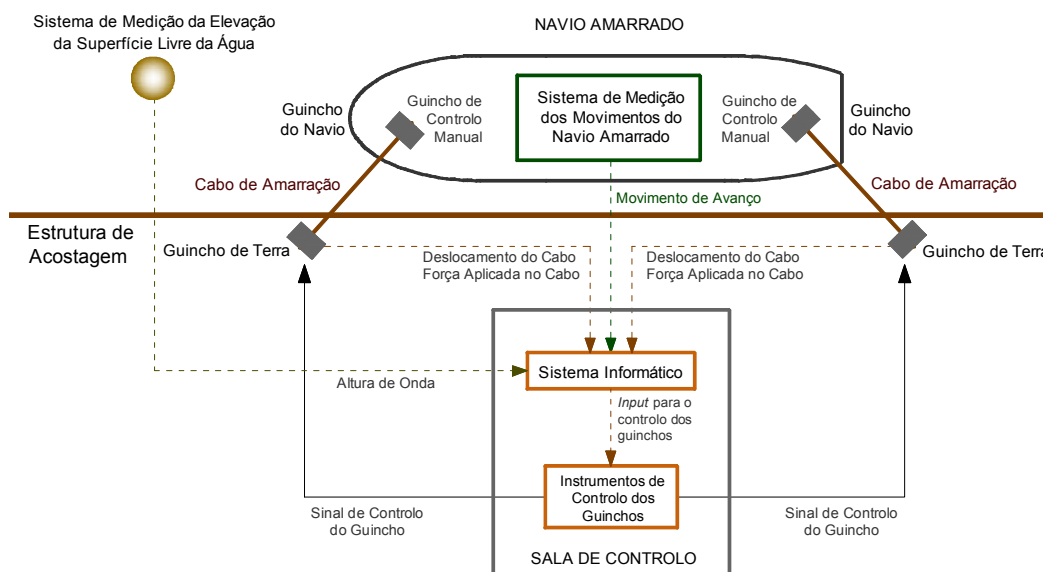 Sistema de Medição da Elevação
da Superfície Livre da Água
NAVIO AMARRADO
Guincho
do Navio
Guincho de
Controlo
Manual
Sistema de Medição
dos Movimentos do
Navio Amarrado
Guincho de
Controlo
Manual
Guincho
do Navio
Cabo de Amarração
Movimento de Avanço
Cabo de Amarração
Estrutura de
Acostagem
Guincho de Terra
Deslocamento do Cabo
Força Aplicada no Cabo
Deslocamento do Cabo
Força Aplicada no Cabo
Guincho de Terra
Sistema Informático
Altura de Onda
Input para o
controlo dos
guinchos
Instrumentos de
Controlo dos
Guinchos
Sinal de Controlo
do Guincho
Sinal de Controlo
do Guincho
SALA DE CONTROLO